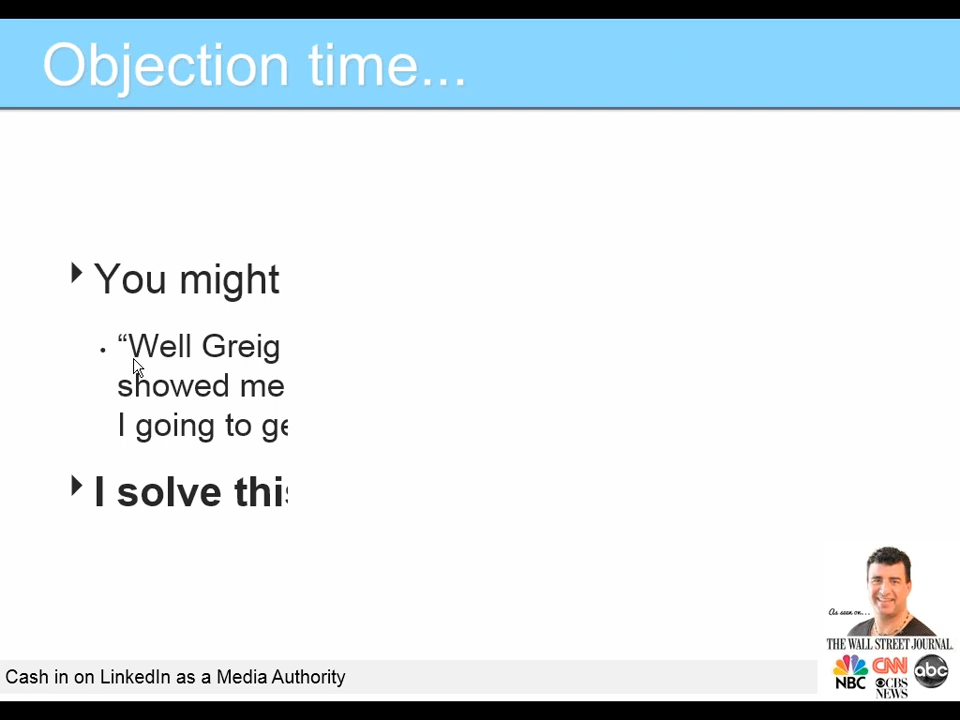 Objection time...
You might
“Well Greig
showed me
I going to ge
I solve this
As seen on...
THE WALL STREET JOURNAL.
NBC CNN abc
CBS NEWS
Cash in on LinkedIn as a Media Authority